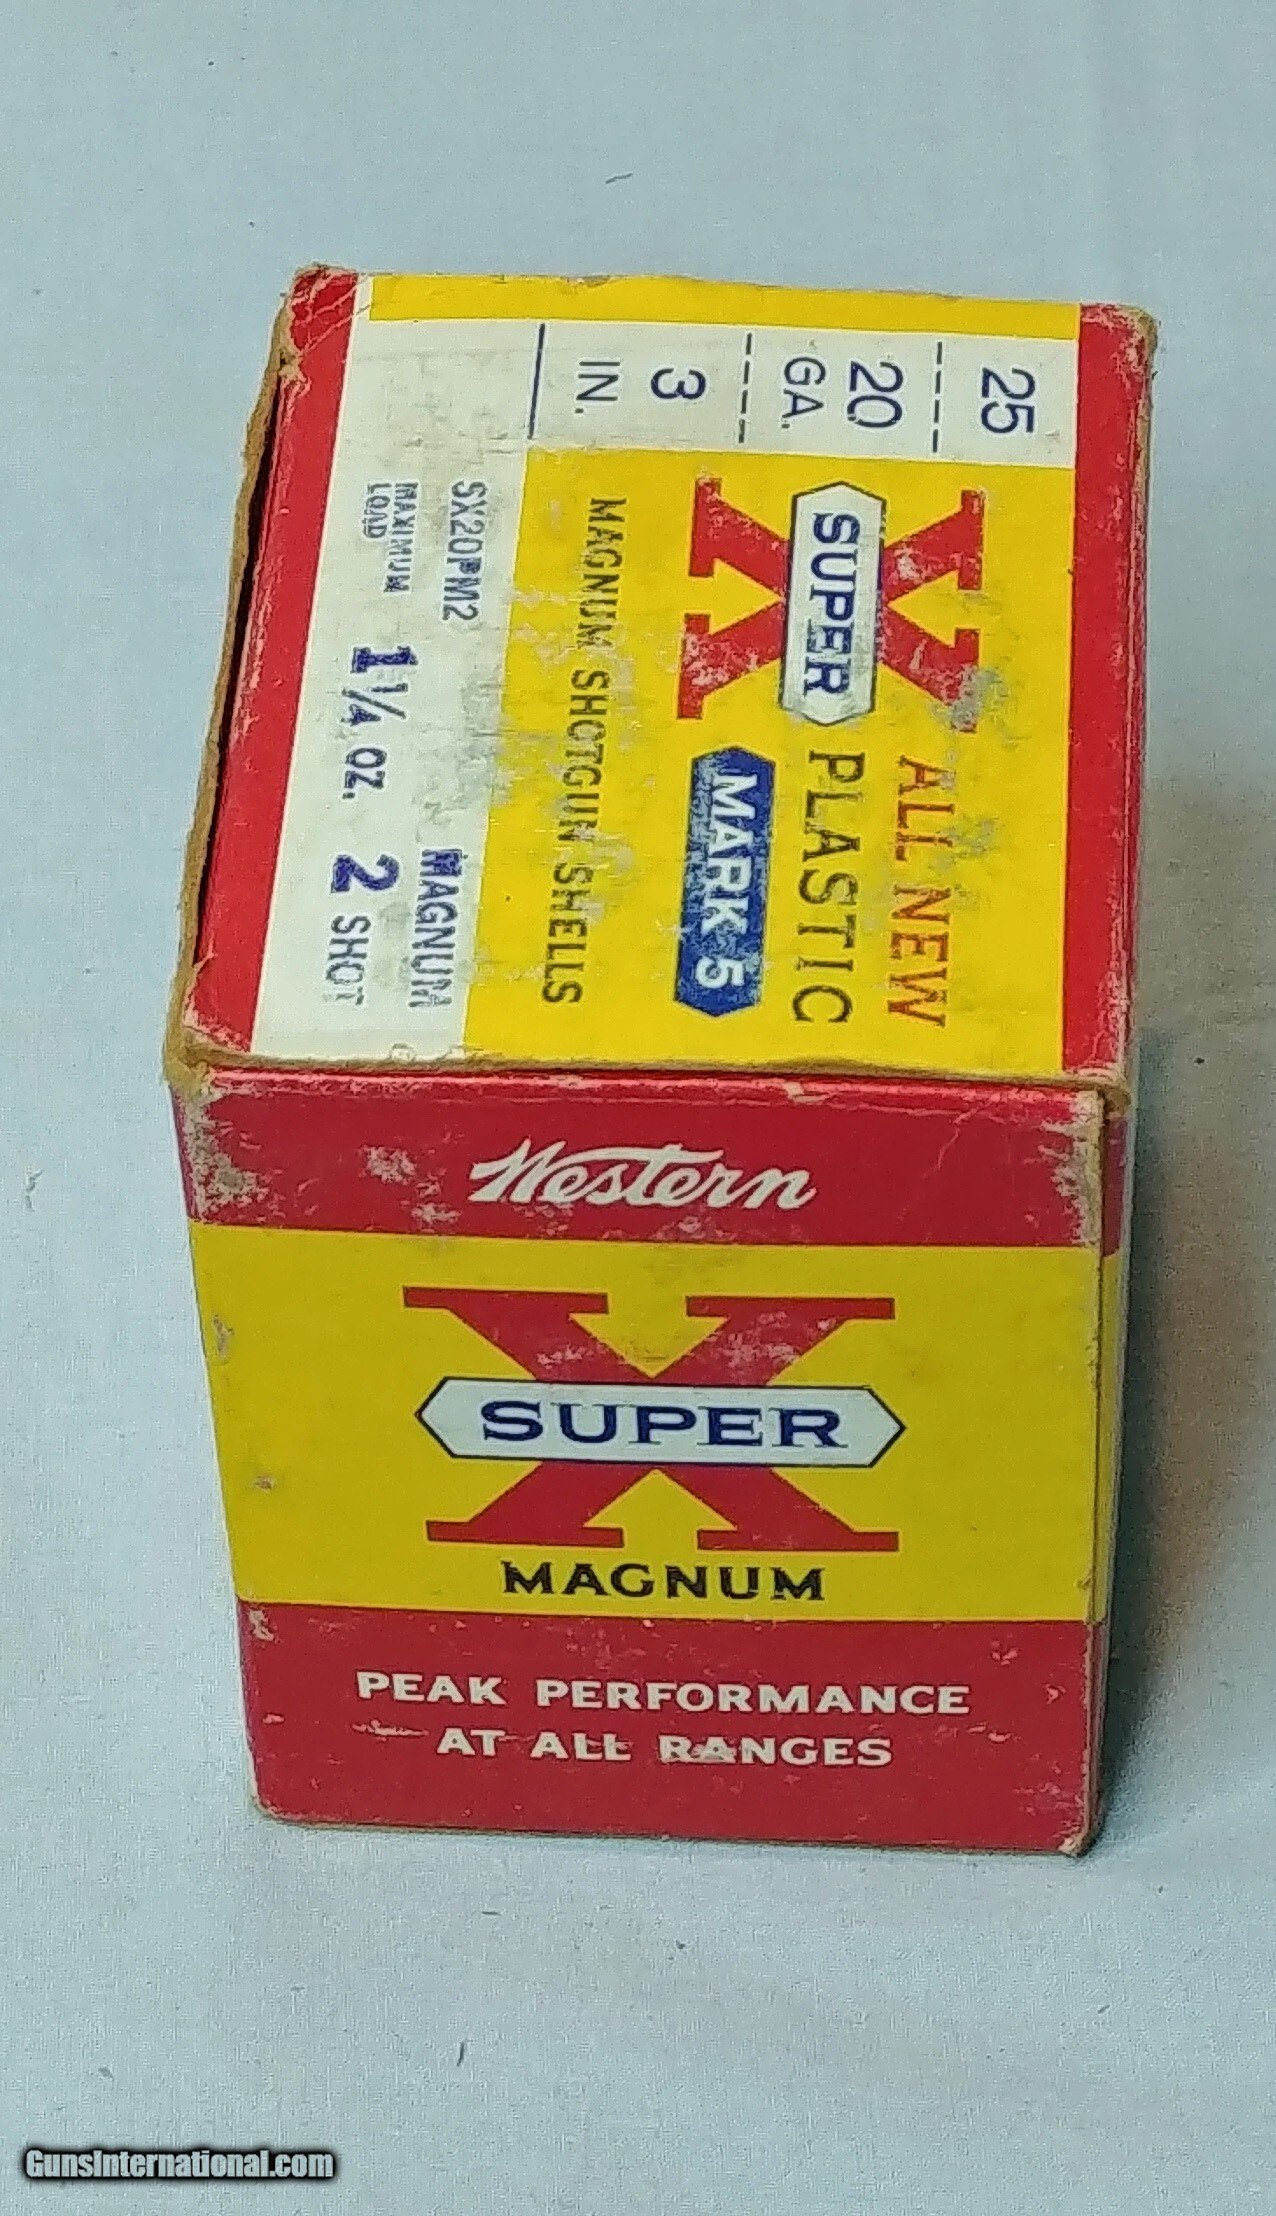 25
20
GA.
3
IN.
ALL NEW
SUPER X
PLASTIC
MARK 5
MAGNUM SHOTGUN SHELLS
SX20PM2
MAGNUM
MAXIMUM
LOAD
1¼ OZ. 2 SHOT
Western
SUPER X
MAGNUM
PEAK PERFORMANCE
AT ALL RANGES
GunsInternational.com